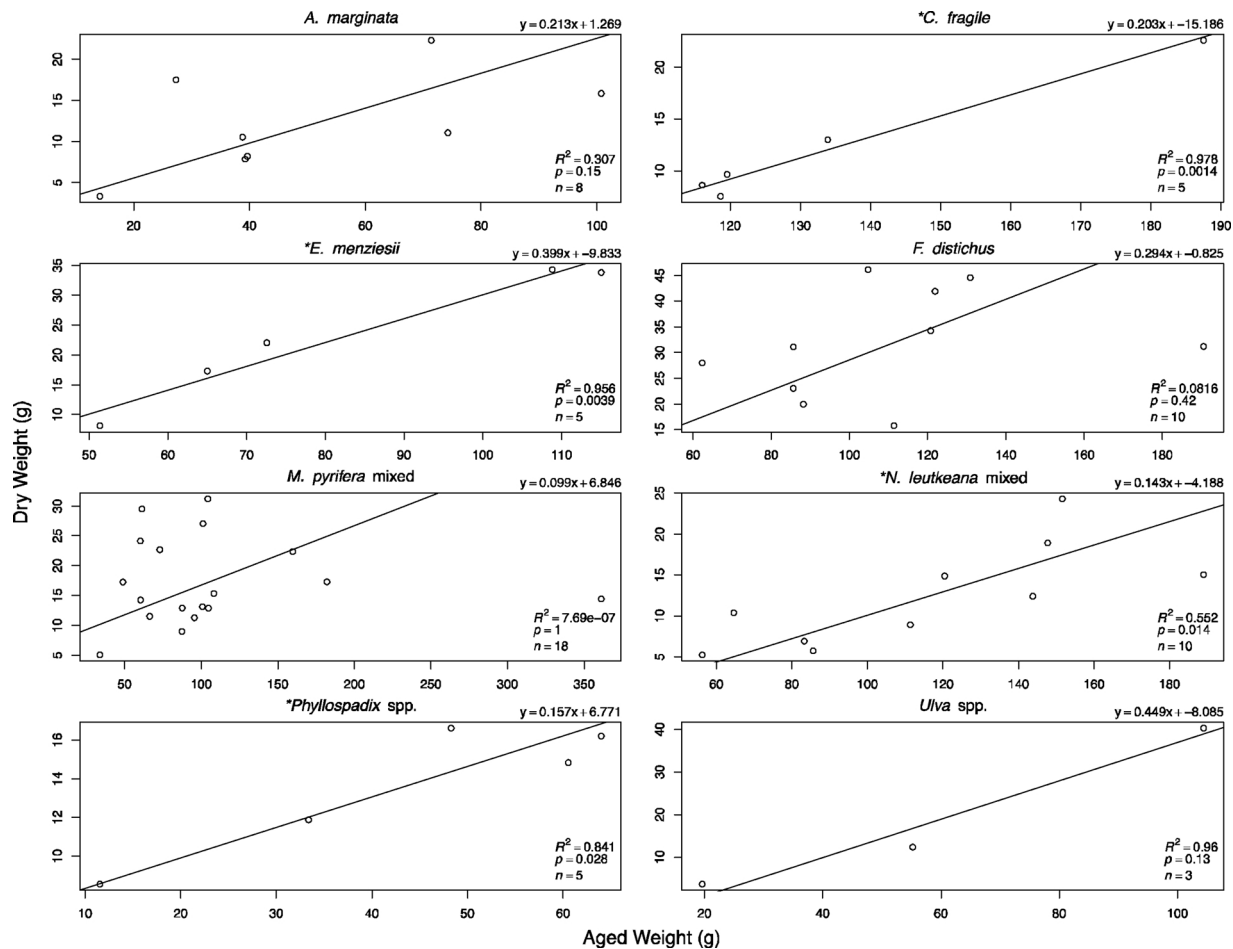 A. marginata
y = 0.213x + 1.269
5 10 15 20
20 40 60 80 100
R² = 0.307
p = 0.15
n = 8
*C. fragile
y = 0.203x + −15.186
10 15 20
120 130 140 150 160 170 180 190
R² = 0.978
p = 0.0014
n = 5
*E. menziesii
y = 0.399x + −9.833
10 15 20 25 30 35
50 60 70 80 90 100 110
R² = 0.956
p = 0.0039
n = 5
F. distichus
y = 0.294x + −0.825
15 20 25 30 35 40 45
60 80 100 120 140 160 180
R² = 0.0816
p = 0.42
n = 10
M. pyrifera mixed
y = 0.099x + 6.846
5 10 15 20 25 30
50 100 150 200 250 300 350
R² = 7.69e−07
p = 1
n = 18
*N. leutkeana mixed
y = 0.143x + −4.188
5 10 15 20 25
60 80 100 120 140 160 180
R² = 0.552
p = 0.014
n = 10
*Phyllospadix spp.
y = 0.157x + 6.771
10 12 14 16
10 20 30 40 50 60
R² = 0.841
p = 0.028
n = 5
Ulva spp.
y = 0.449x + −8.085
10 20 30 40
20 40 60 80 100
R² = 0.96
p = 0.13
n = 3
Dry Weight (g)
Aged Weight (g)